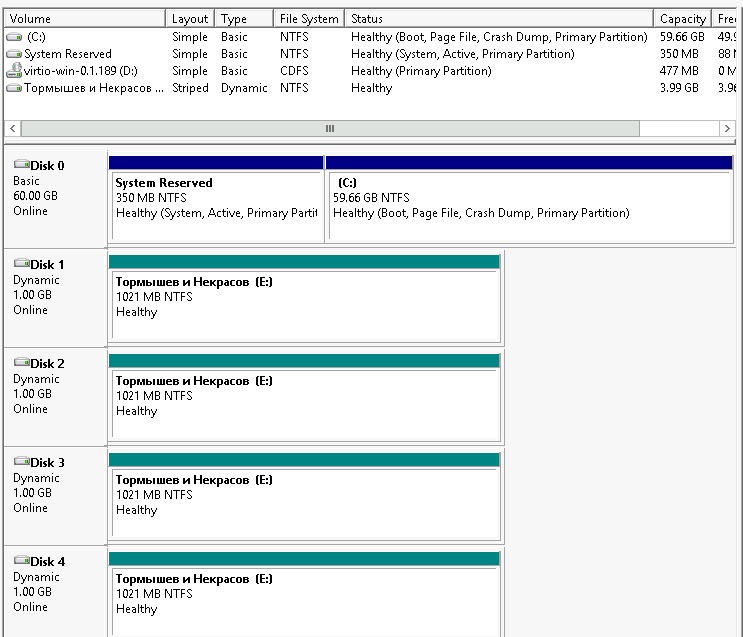 Volume Layout Type File System Status Capacity Fre
(C:) Simple Basic NTFS Healthy (Boot, Page File, Crash Dump, Primary Partition) 59.66 GB 49.9
System Reserved Simple Basic NTFS Healthy (System, Active, Primary Partition) 350 MB 88
virtio-win-0.1.189 (D:) Simple Basic CDFS Healthy (Primary Partition) 477 MB 0 M
Тормышев и Некрасов ... Striped Dynamic NTFS Healthy 3.99 GB 3.9
Disk 0
Basic
60.00 GB
Online
System Reserved
350 MB NTFS
Healthy (System, Active, Primary Partit
(C:)
59.66 GB NTFS
Healthy (Boot, Page File, Crash Dump, Primary Partition)
Disk 1
Dynamic
1.00 GB
Online
Тормышев и Некрасов (E:)
1021 MB NTFS
Healthy
Disk 2
Dynamic
1.00 GB
Online
Тормышев и Некрасов (E:)
1021 MB NTFS
Healthy
Disk 3
Dynamic
1.00 GB
Online
Тормышев и Некрасов (E:)
1021 MB NTFS
Healthy
Disk 4
Dynamic
1.00 GB
Online
Тормышев и Некрасов (E:)
1021 MB NTFS
Healthy